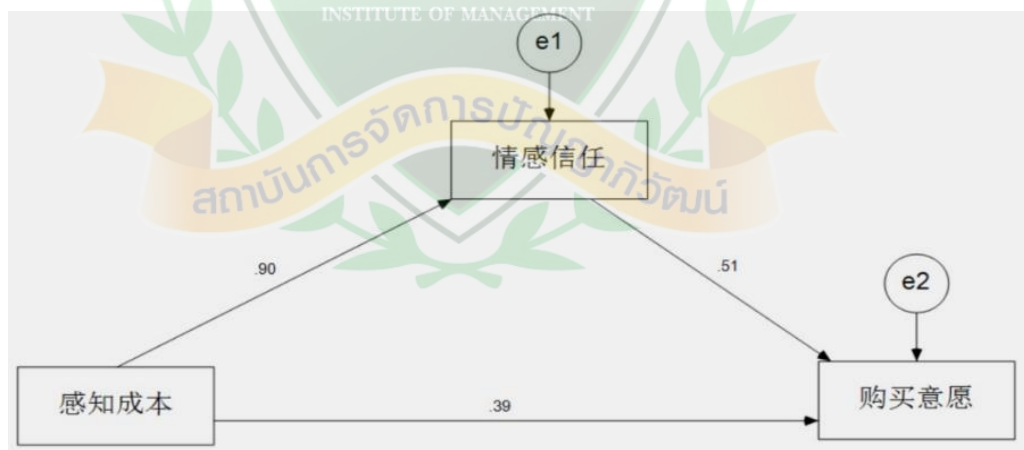 INSTITUTE OF MANAGEMENT
e1
情感信任
สถาบันการจัดการปัญญาภิวัฒน์
.90
.51
e2
感知成本
.39
购买意愿